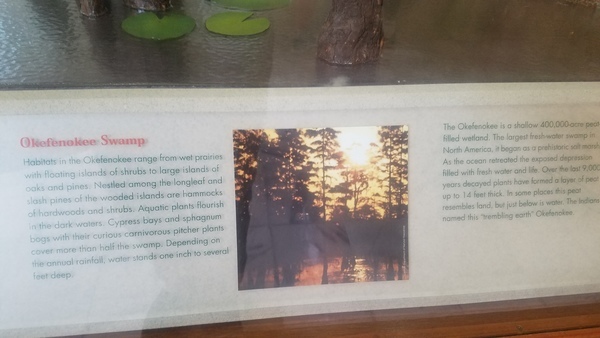 Okefenokee Swamp
Habitats in the Okefenokee range from wet prairies
with floating islands of shrubs to large islands of
oaks and pines. Nestled among the longleaf and
slash pines of the wooded islands are hammocks
of hardwoods and shrubs. Aquatic plants flourish
in the dark waters. Cypress bays and sphagnum
bogs with their curious carnivorous pitcher plants
cover more than half the swamp. Depending on
the annual rainfall, water stands one inch to several
feet deep.
The Okefenokee is a shallow 400,000-acre peat
filled wetland. The largest freshwater swamp in
North America, it began as a prehistoric salt marsh.
As the ocean retreated the exposed depression
filled with fresh water and life. Over the last 9,000
years decayed plants have formed a layer of peat
up to 14 feet thick. In some places this peat
resembles land, but just below is water. The Indians
named this "trembling earth" Okefenokee.